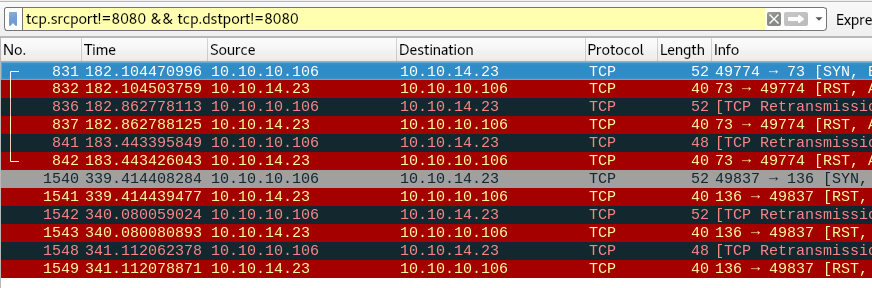 tcp.srcport!=8080 && tcp.dstport!=8080 Expre
No. Time Source Destination Protocol Length Info
831 182.104470996 10.10.10.106 10.10.14.23 TCP 52 49774 → 73 [SYN, E
832 182.104503759 10.10.14.23 10.10.10.106 TCP 40 73 → 49774 [RST, A
836 182.862778113 10.10.10.106 10.10.14.23 TCP 52 [TCP Retransmissio
837 182.862788125 10.10.14.23 10.10.10.106 TCP 40 73 → 49774 [RST, A
841 183.443395849 10.10.10.106 10.10.14.23 TCP 48 [TCP Retransmissio
842 183.443426043 10.10.14.23 10.10.10.106 TCP 40 73 → 49774 [RST, A
1540 339.414408284 10.10.10.106 10.10.14.23 TCP 52 49837 → 136 [SYN,
1541 339.414439477 10.10.14.23 10.10.10.106 TCP 40 136 → 49837 [RST,
1542 340.080059024 10.10.10.106 10.10.14.23 TCP 52 [TCP Retransmissio
1543 340.080080893 10.10.14.23 10.10.10.106 TCP 40 136 → 49837 [RST,
1548 341.112062378 10.10.10.106 10.10.14.23 TCP 48 [TCP Retransmissio
1549 341.112078871 10.10.14.23 10.10.10.106 TCP 40 136 → 49837 [RST,